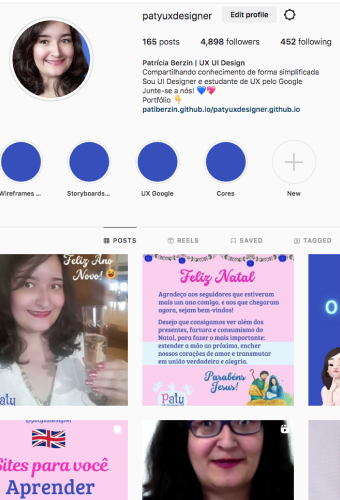 patyuxdesigner Edit profile
165 posts 4,898 followers 452 following
Patrícia Berzin | UX UI Design
Compartilhando conhecimento de forma simplificada
Sou UI Designer e estudante de UX pelo Google
Junte-se a nós! 💙💖
Portfólio 👇
patiberzin.github.io/patyuxdesigner.github.io
Wireframes ... Storyboards... UX Google Cores New
POSTS REELS SAVED TAGGED
Feliz Ano
Novo!
Paty
Feliz Natal
Agradeço aos seguidores que estiveram
mais um ano comigo, e aos que chegaram
agora, sejam bem-vindos!
Desejo que consigamos ver além dos
presentes, fartura e consumismo do
Natal, para fazer o mais importante:
estender a mão ao próximo, encher
nossos corações de amor e transmutar
em união verdadeira e alegria.
Parabéns
Jesus!
Paty
O
Sites para você
Aprender